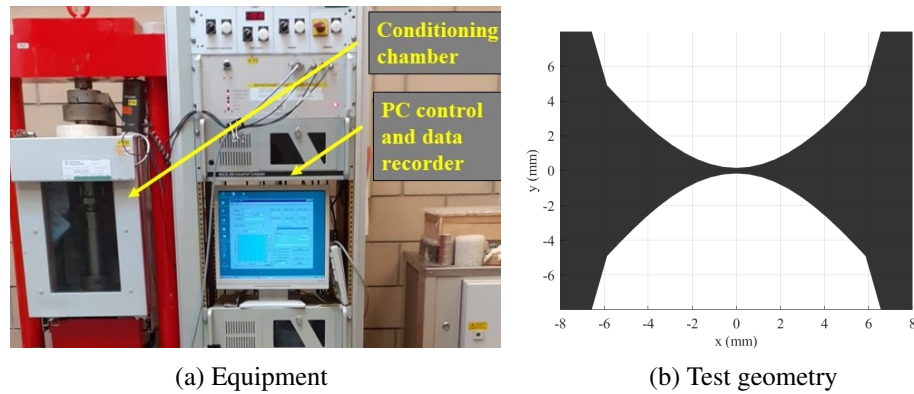 Conditioning
chamber
PC control
and data
recorder
6
4
2
0
-2
-4
-6
y (mm)
-8 -6 -4 -2 0 2 4 6 8
x (mm)
(a) Equipment
(b) Test geometry